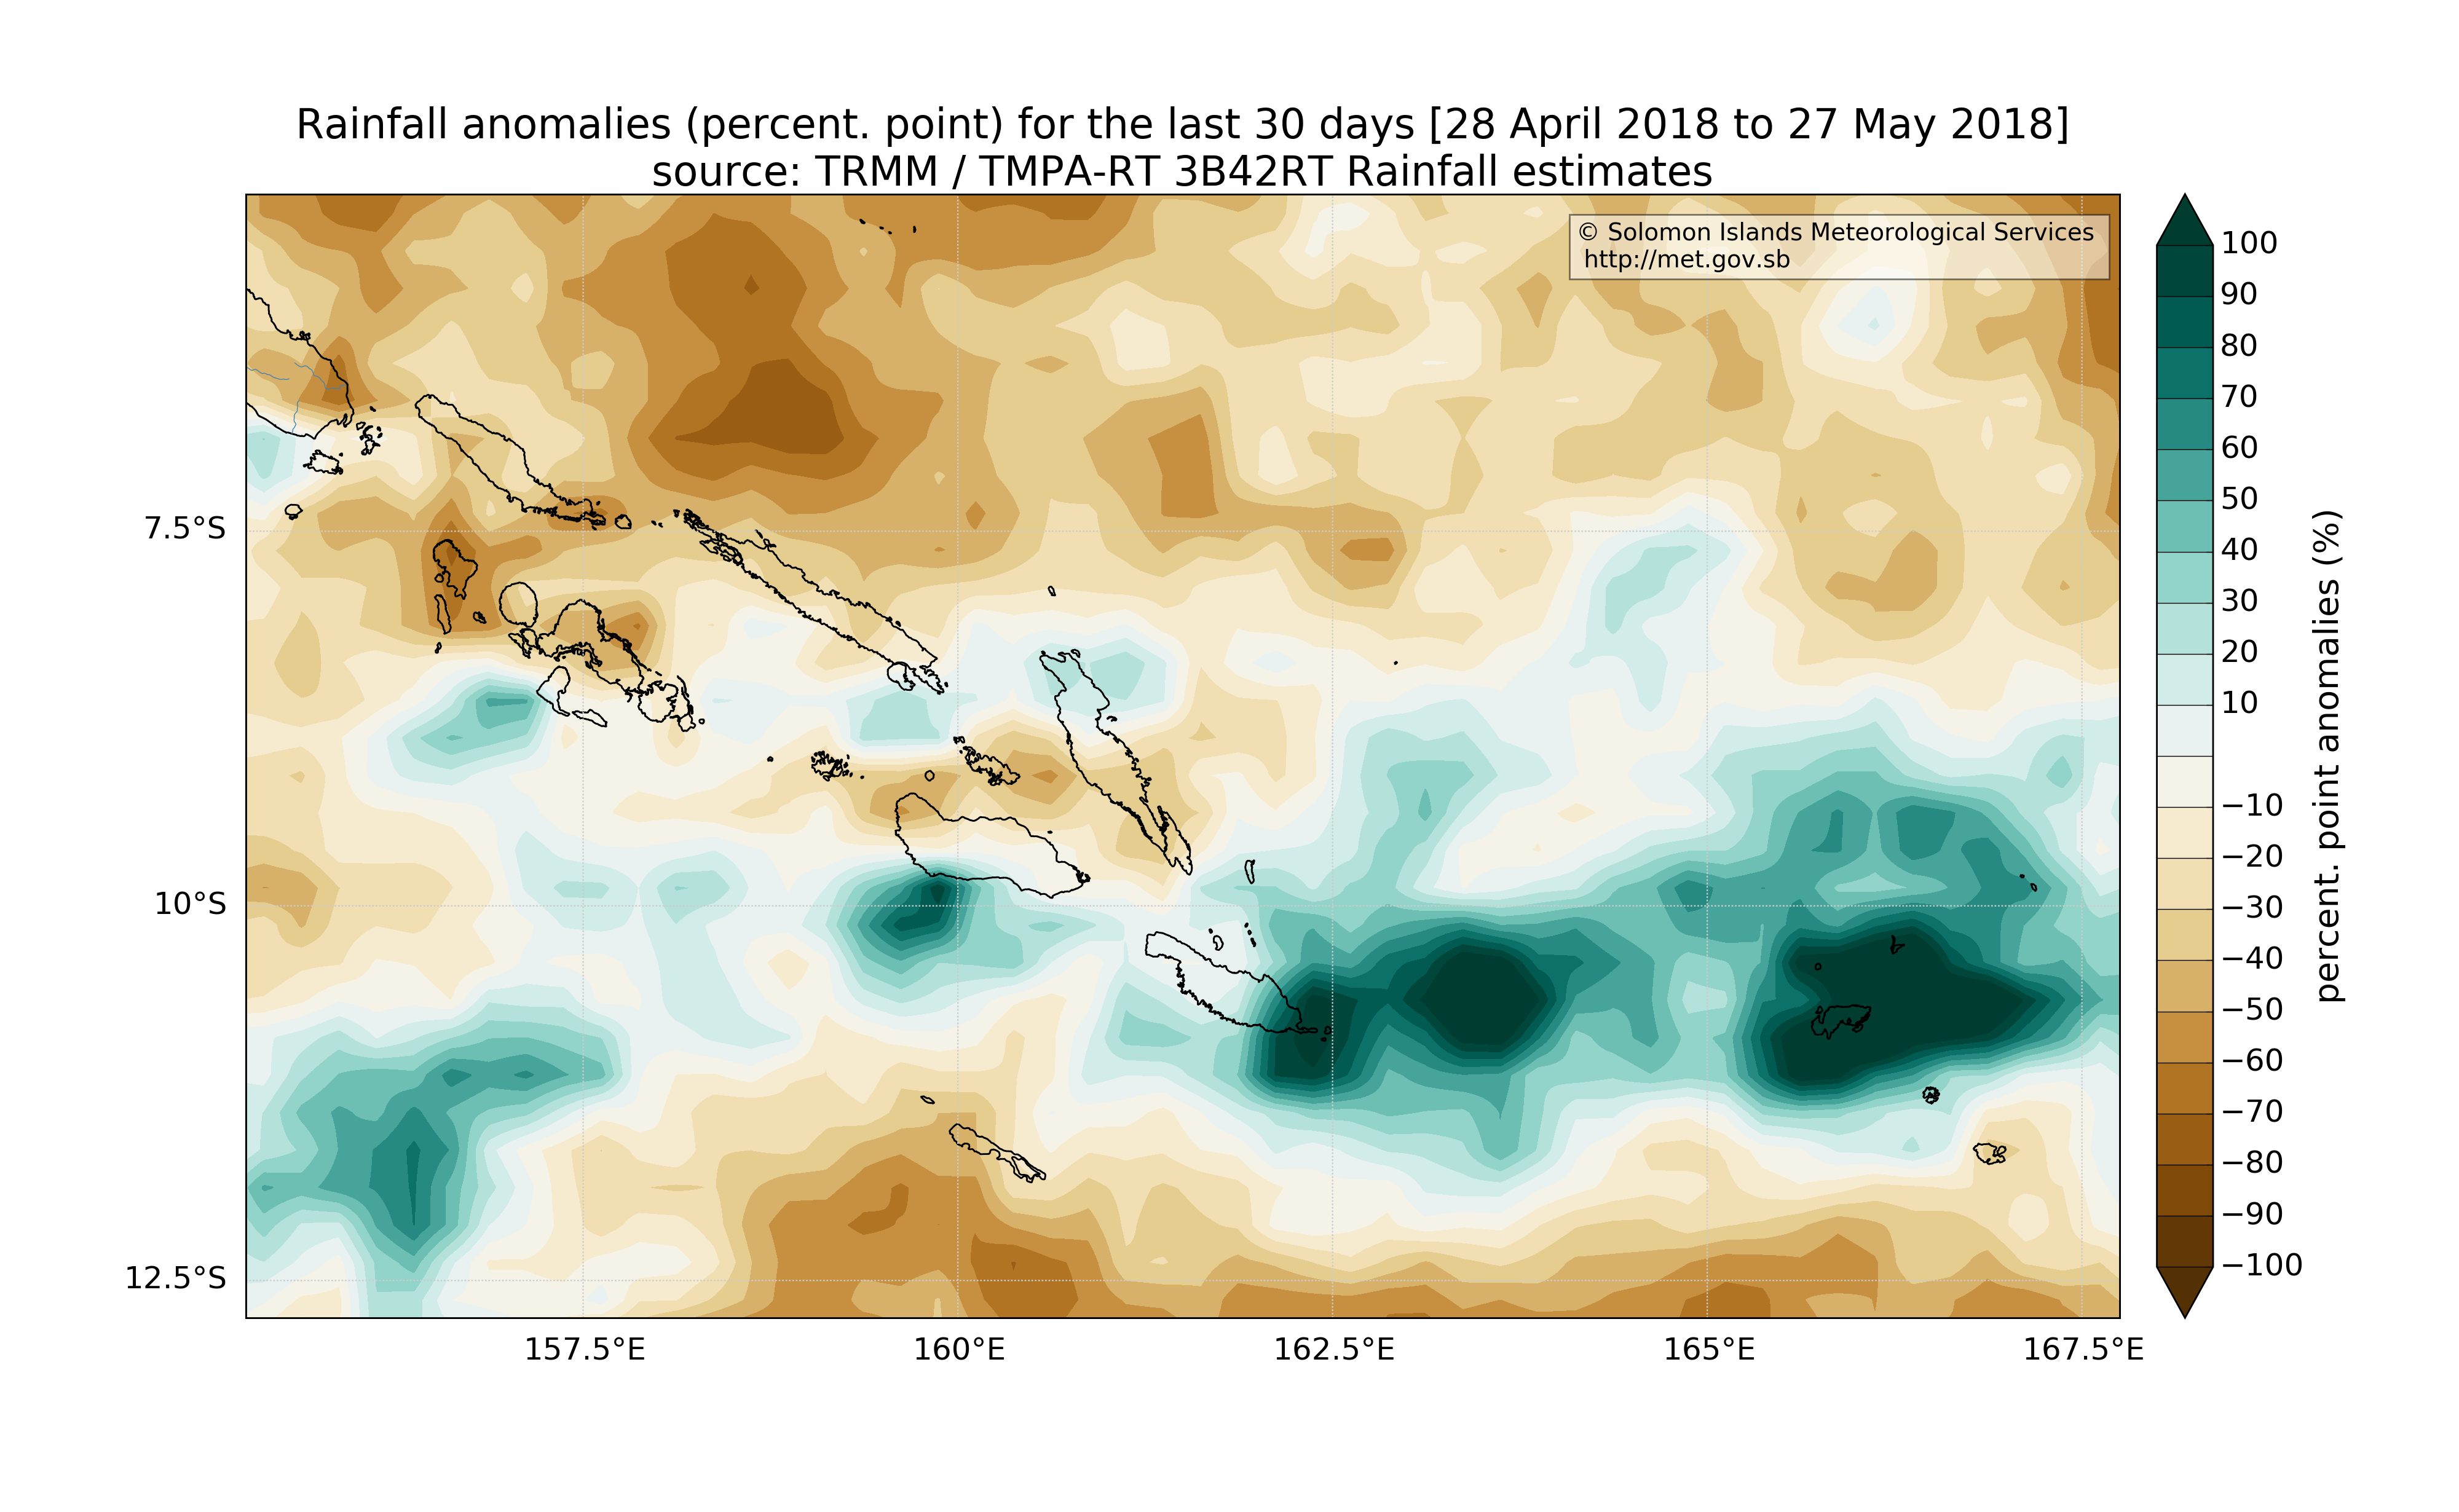 Rainfall anomalies (percent. point) for the last 30 days [28 April 2018 to 27 May 2018]
source: TRMM / TMPA-RT 3B42RT Rainfall estimates
© Solomon Islands Meteorological Services
http://met.gov.sb
7.5°S
10°S
12.5°S
157.5°E
160°E
162.5°E
165°E
167.5°E
100
90
80
70
60
50
40
30
20
10
−10
−20
−30
−40
−50
−60
−70
−80
−90
−100
percent. point anomalies (%)